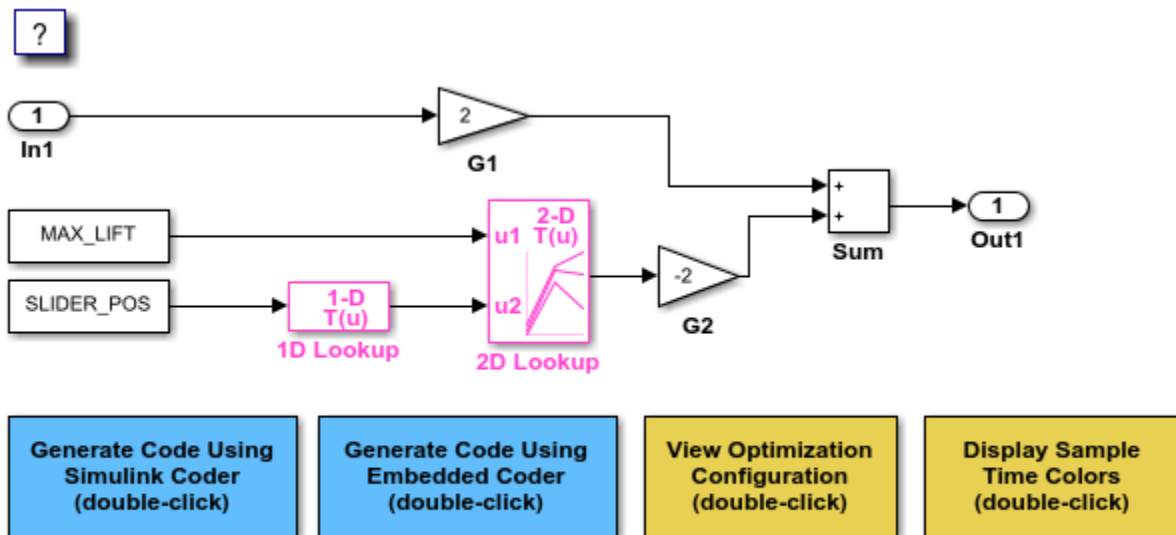 ?
1
In1
2
G1
+
+
Sum
1
Out1
MAX_LIFT
SLIDER_POS
1-D
T(u)
1D Lookup
2-D
T(u)
u1
u2
2D Lookup
-2
G2
Generate Code Using
Simulink Coder
(double-click)
Generate Code Using
Embedded Coder
(double-click)
View Optimization
Configuration
(double-click)
Display Sample
Time Colors
(double-click)